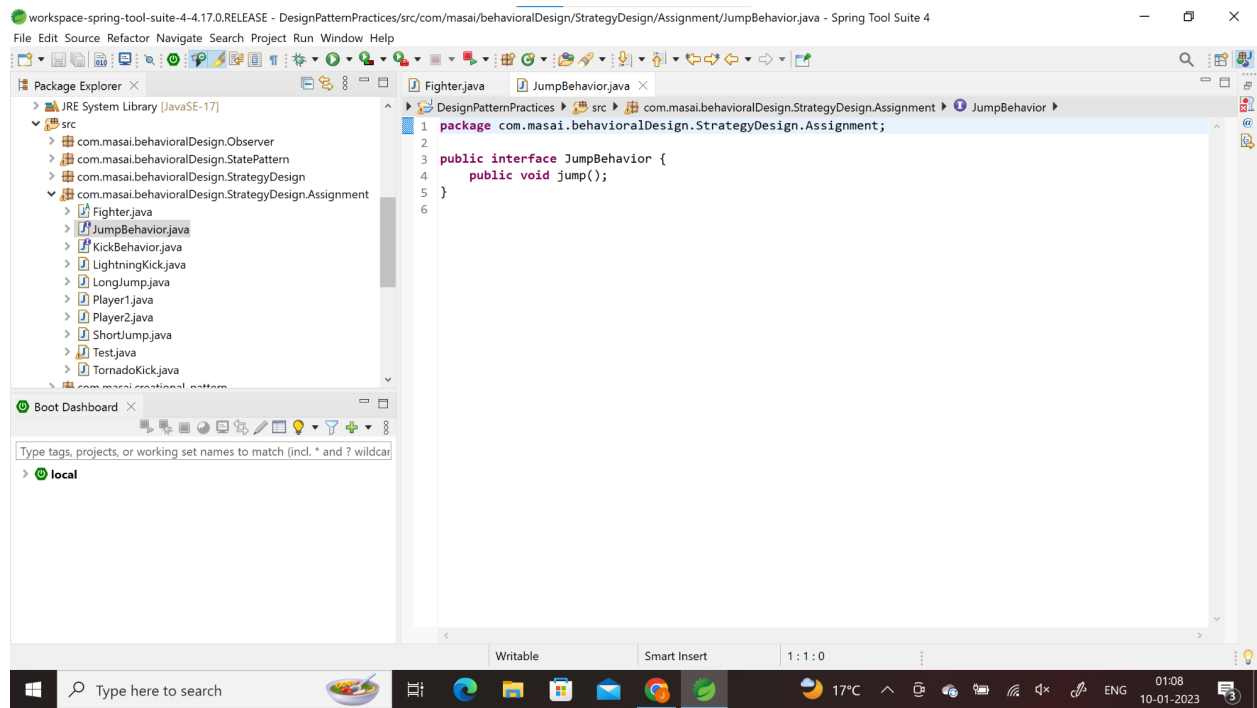 workspace-spring-tool-suite-4-4.17.0.RELEASE - DesignPatternPractices/src/com/masai/behavioralDesign/StrategyDesign/Assignment/JumpBehavior.java - Spring Tool Suite 4
File Edit Source Refactor Navigate Search Project Run Window Help
Package Explorer
JRE System Library [JavaSE-17]
src
com.masai.behavioralDesign.Observer
com.masai.behavioralDesign.StatePattern
com.masai.behavioralDesign.StrategyDesign
com.masai.behavioralDesign.StrategyDesign.Assignment
Fighter.java
JumpBehavior.java
KickBehavior.java
LightningKick.java
LongJump.java
Player1.java
Player2.java
ShortJump.java
Test.java
TornadoKick.java
com.masai.creational_pattern
Boot Dashboard
Type tags, projects, or working set names to match (incl. * and ? wildcar
local
Fighter.java JumpBehavior.java
DesignPatternPractices src com.masai.behavioralDesign.StrategyDesign.Assignment JumpBehavior
1 package com.masai.behavioralDesign.StrategyDesign.Assignment;
2
3 public interface JumpBehavior {
4 public void jump();
5 }
6
Writable Smart Insert 1 : 1 : 0
Type here to search 17°C ENG 01:08
10-01-2023 3